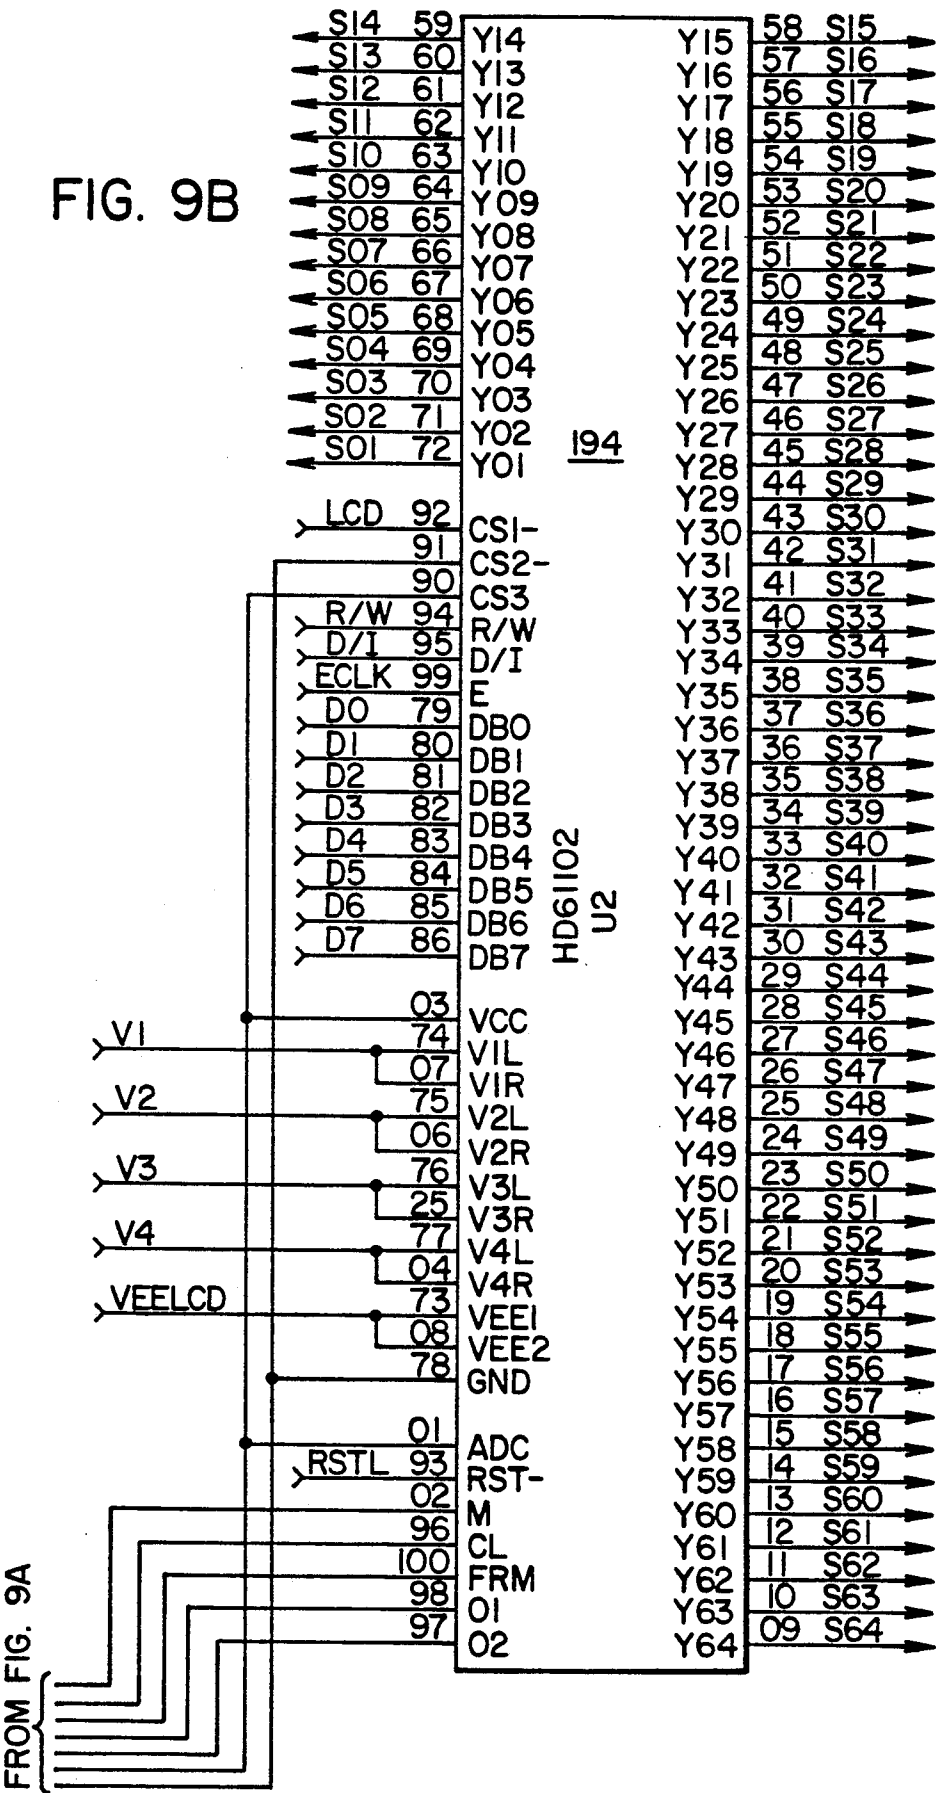 FIG. 9B
S14 59 Y14 Y15 58 S15
S13 60 Y13 Y16 57 S16
S12 61 Y12 Y17 56 S17
S11 62 Y11 Y18 55 S18
S10 63 Y10 Y19 54 S19
S09 64 Y09 Y20 53 S20
S08 65 Y08 Y21 52 S21
S07 66 Y07 Y22 51 S22
S06 67 Y06 Y23 50 S23
S05 68 Y05 Y24 49 S24
S04 69 Y04 Y25 48 S25
S03 70 Y03 Y26 47 S26
S02 71 Y02 Y27 46 S27
S01 72 Y01 Y28 45 S28
194
Y29 44 S29
LCD 92 CS1- Y30 43 S30
91 CS2- Y31 42 S31
90 CS3 Y32 41 S32
R/W 94 R/W Y33 40 S33
D/I 95 D/I Y34 39 S34
ECLK 99 E Y35 38 S35
D0 79 DB0 Y36 37 S36
D1 80 DB1 Y37 36 S37
D2 81 DB2 Y38 35 S38
D3 82 DB3 Y39 34 S39
D4 83 DB4 Y40 33 S40
D5 84 DB5 Y41 32 S41
D6 85 DB6 Y42 31 S42
D7 86 DB7 Y43 30 S43
HD61102
U2
Y44 29 S44
03 VCC Y45 28 S45
V1 74 V1L Y46 27 S46
07 V1R Y47 26 S47
V2 75 V2L Y48 25 S48
06 V2R Y49 24 S49
V3 76 V3L Y50 23 S50
25 V3R Y51 22 S51
V4 77 V4L Y52 21 S52
04 V4R Y53 20 S53
VEELCD 73 VEE1 Y54 19 S54
08 VEE2 Y55 18 S55
78 GND Y56 17 S56
Y57 16 S57
01 ADC Y58 15 S58
RSTL 93 RST- Y59 14 S59
02 M Y60 13 S60
96 CL Y61 12 S61
100 FRM Y62 11 S62
98 O1 Y63 10 S63
97 O2 Y64 09 S64
FROM FIG. 9A